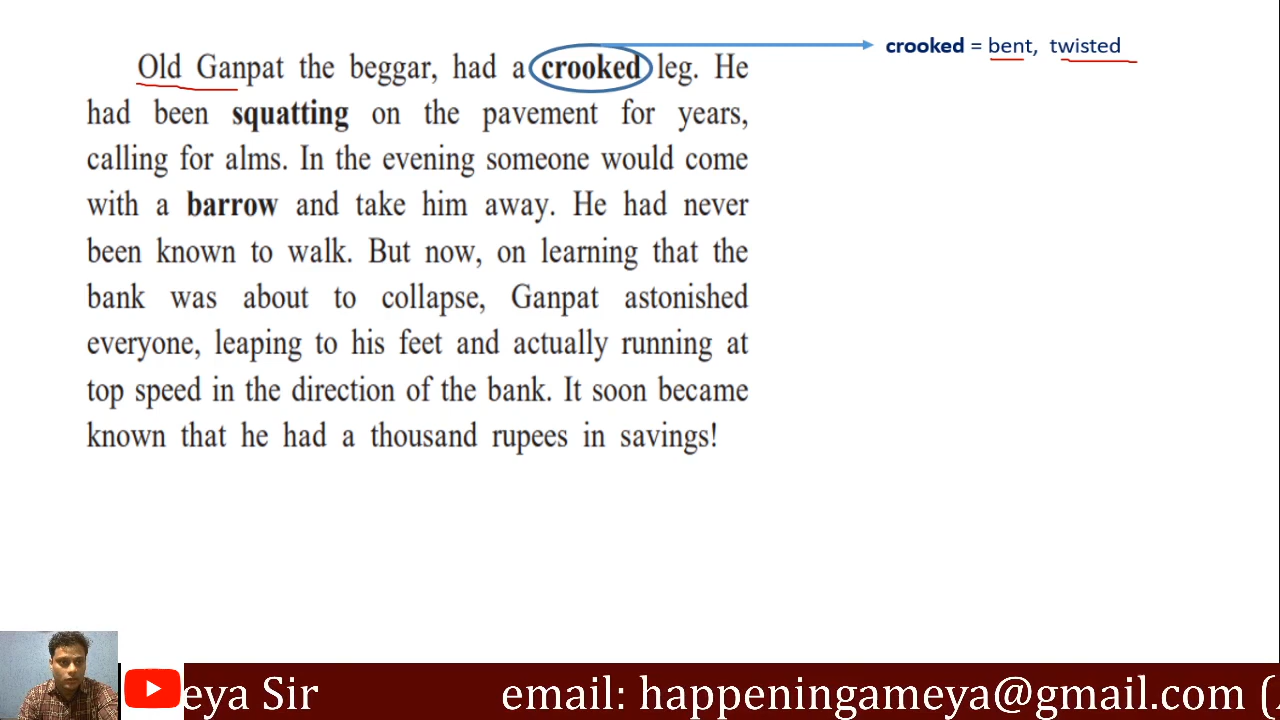 Old Ganpat the beggar, had a crooked leg. He
crooked = bent, twisted
had been squatting on the pavement for years,
calling for alms. In the evening someone would come
with a barrow and take him away. He had never
been known to walk. But now, on learning that the
bank was about to collapse, Ganpat astonished
everyone, leaping to his feet and actually running at
top speed in the direction of the bank. It soon became
known that he had a thousand rupees in savings!
eya Sir email: happeningameya@gmail.com (